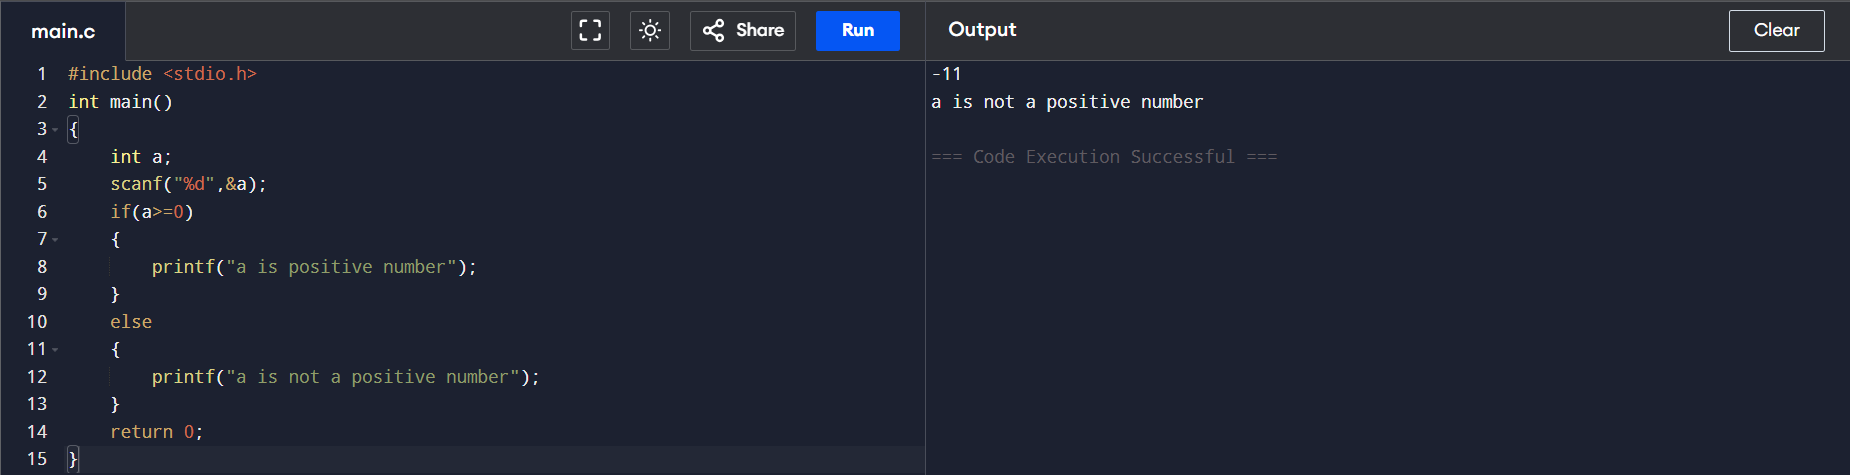 main.c Share Run Output Clear
1 #include <stdio.h>
2 int main()
3 {
4     int a;
5     scanf("%d",&a);
6     if(a>=0)
7     {
8         printf("a is positive number");
9     }
10     else
11     {
12         printf("a is not a positive number");
13     }
14     return 0;
15 }
-11
a is not a positive number
=== Code Execution Successful ===